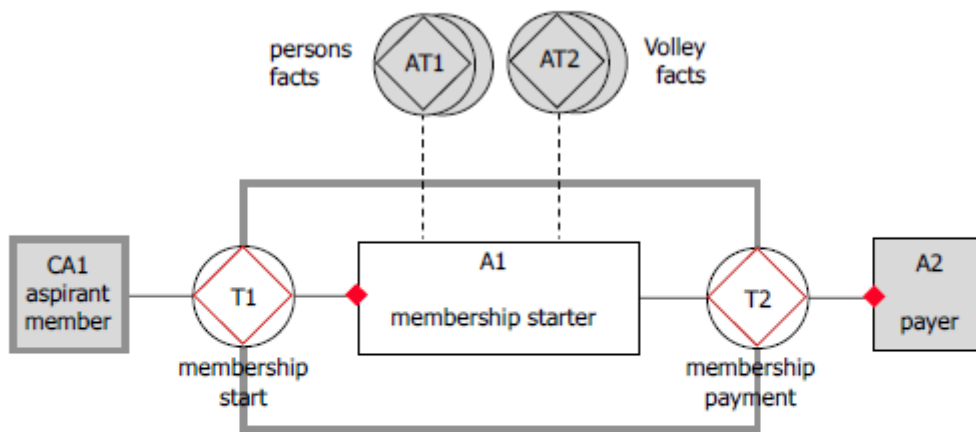 persons
facts
AT1
AT2
Volley
facts
CA1
aspirant
member
T1
membership
start
A1
membership starter
T2
membership
payment
A2
payer